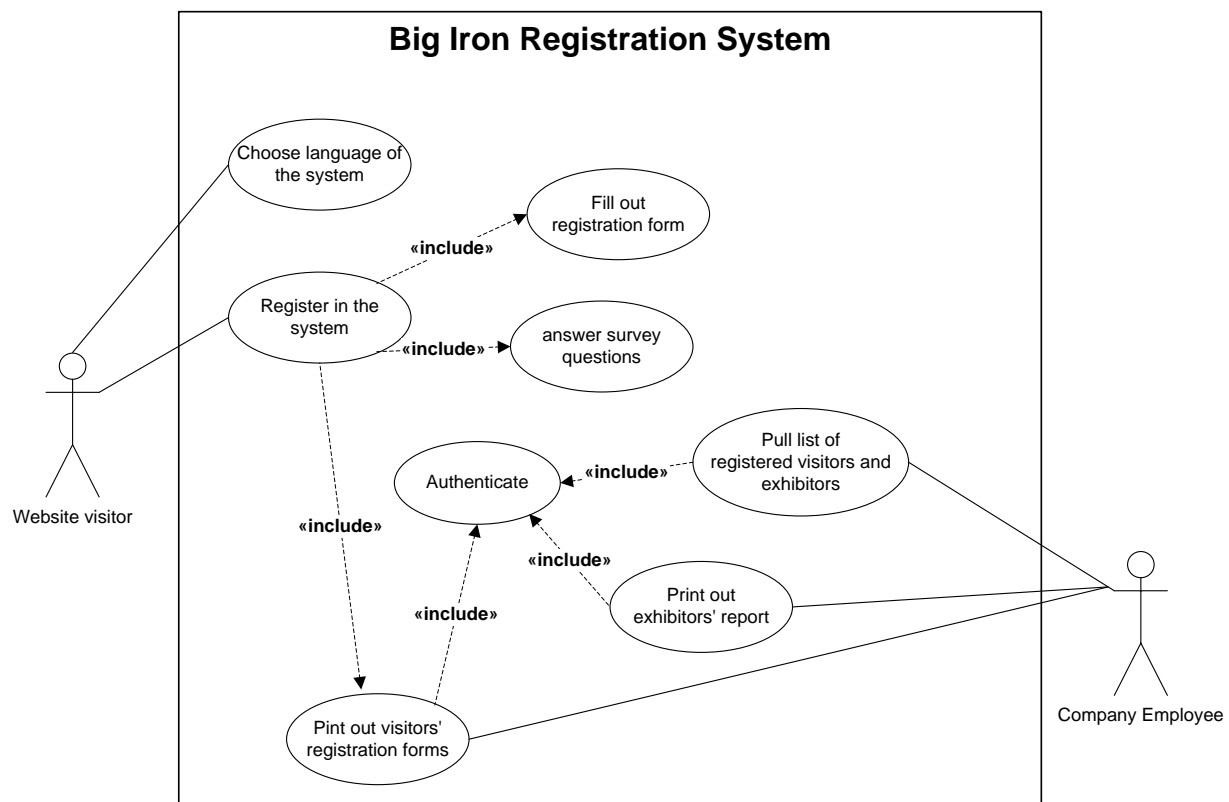 Big Iron Registration System
Choose language of
the system
Fill out
registration form
«include»
Register in the
system
«include»
answer survey
questions
Pull list of
registered visitors and
exhibitors
«include»
Authenticate
Website visitor
«include»
«include»
Print out
exhibitors' report
«include»
Pint out visitors'
registration forms
Company Employee